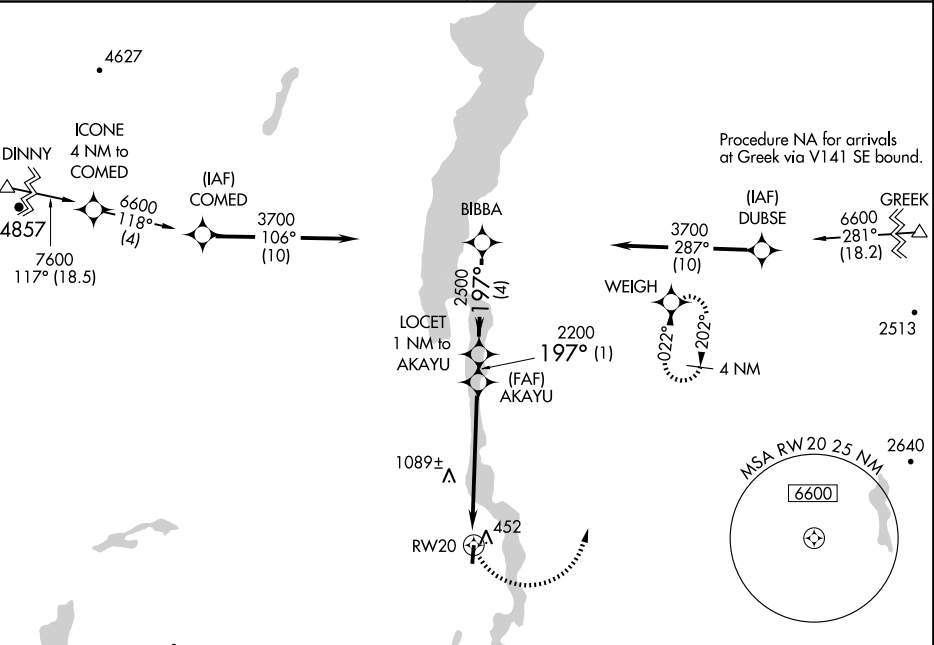 4627
ICONE
4 NM to
COMED
DINNY
4857
7600
117° (18.5)
6600
118°
(4)
(IAF)
COMED
3700
106°
(10)
BIBBA
2500
197°
(4)
LOCET
1 NM to
AKAYU
2200
197° (1)
(FAF)
AKAYU
1089±
452
RW20
Procedure NA for arrivals
at Greek via V141 SE bound.
(IAF)
DUBSE
3700
287°
(10)
GREEK
6600
281°
(18.2)
WEIGH
022°
202°
4 NM
2513
2640
MSA RW20 25 NM
6600